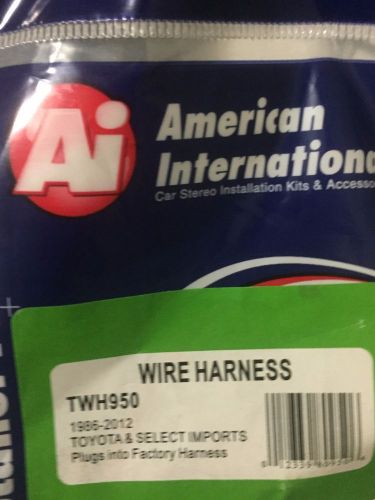 Ai
American
Internationa
Car Stereo Installation Kits & Accesso
WIRE HARNESS
TWH950
1986-2012
TOYOTA & SELECT IMPORTS
Plugs into Factory Harness